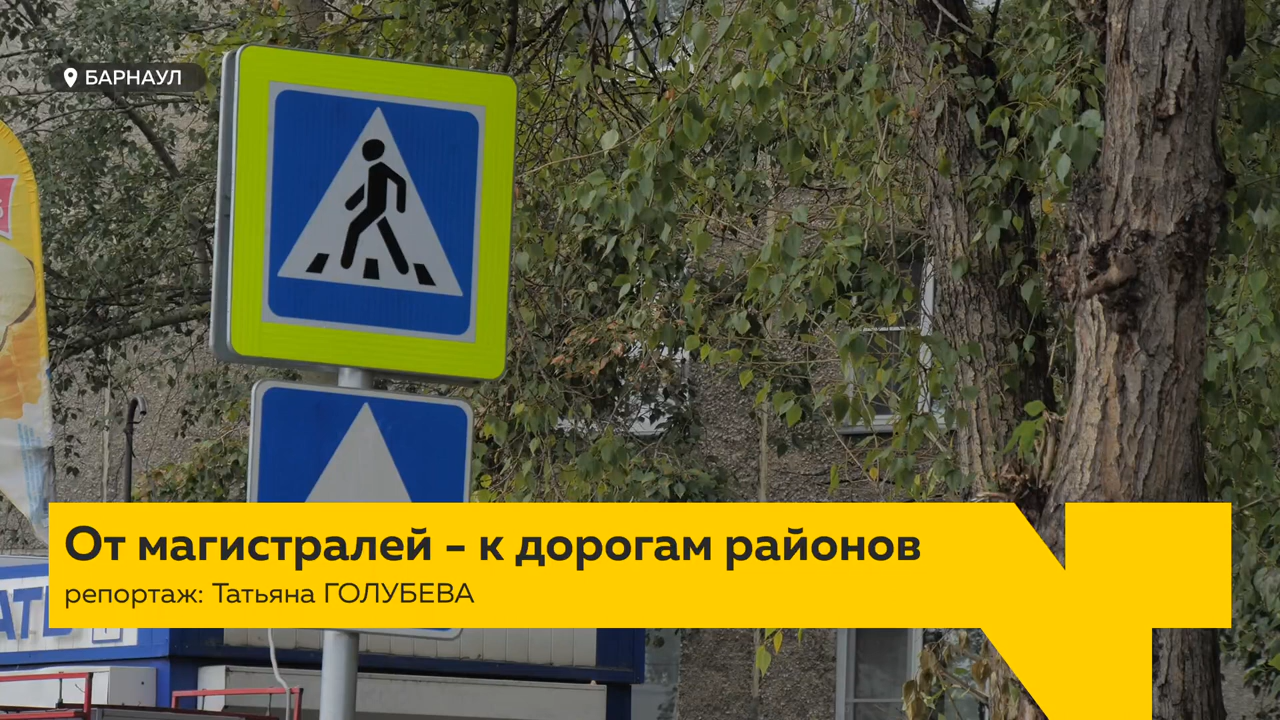 БАРНАУЛ
От магистралей - к дорогам районов
репортаж: Татьяна ГОЛУБЕВА